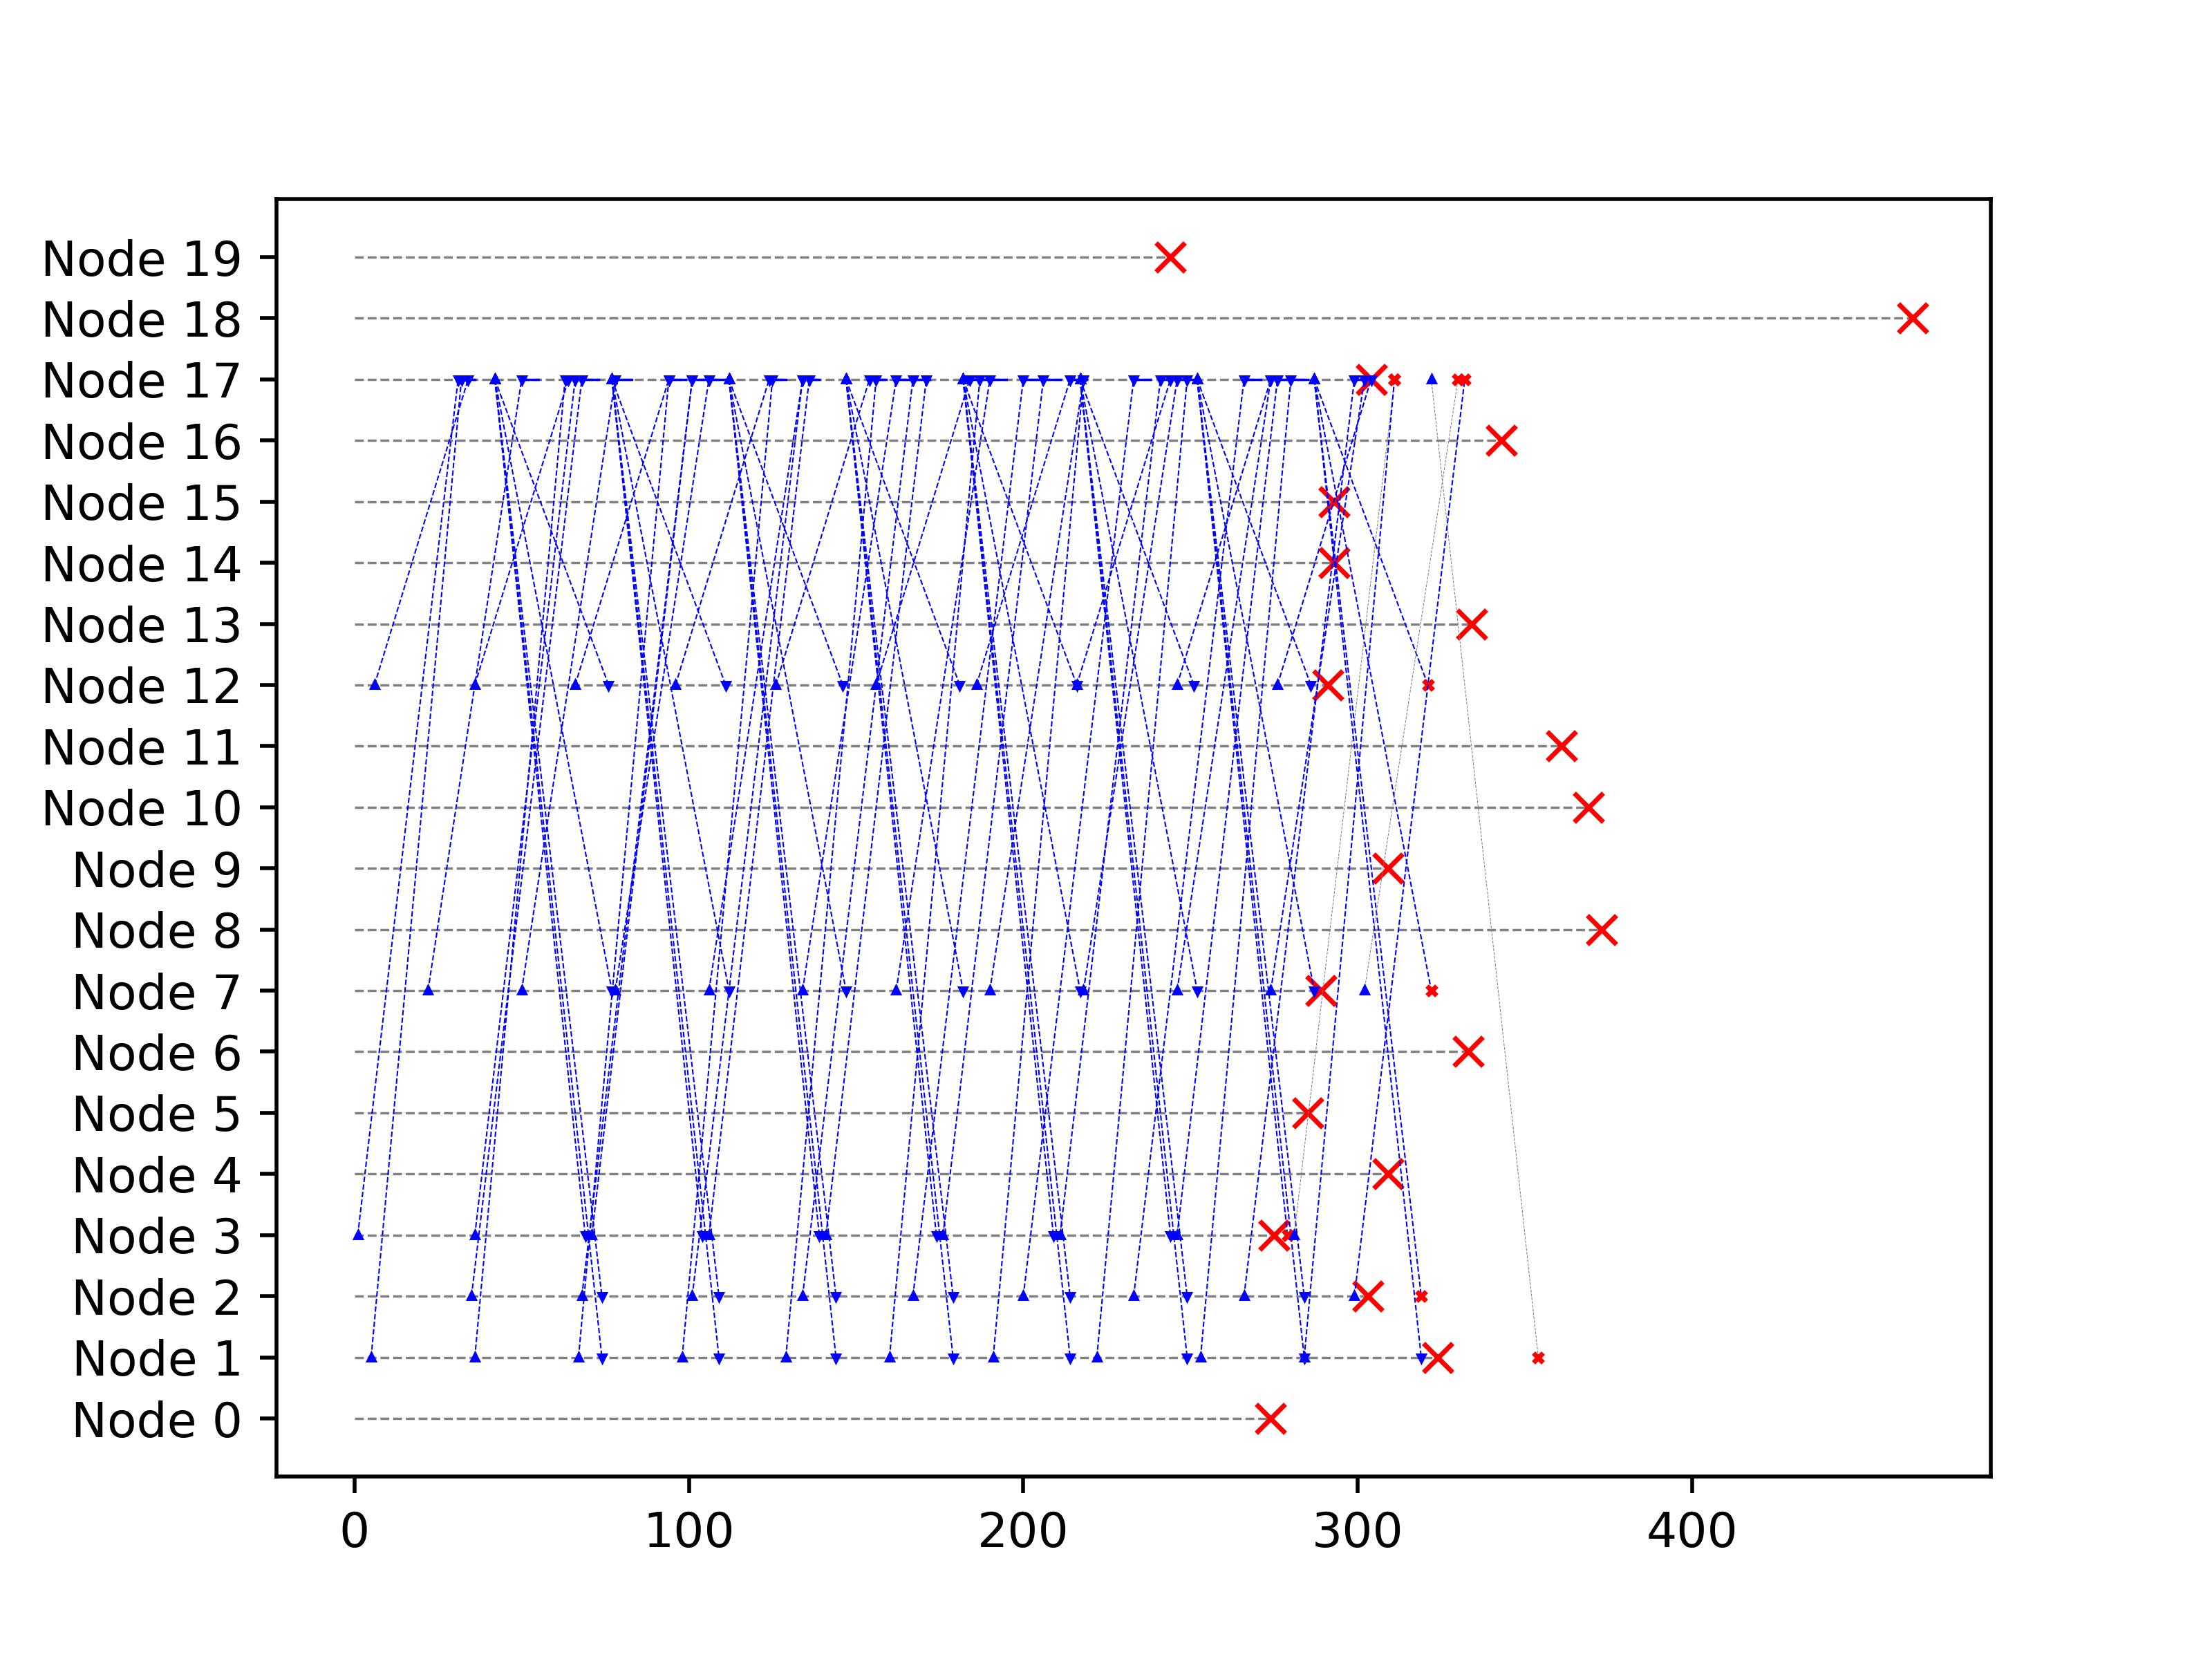 Node 19
Node 18
Node 17
Node 16
Node 15
Node 14
Node 13
Node 12
Node 11
Node 10
Node 9
Node 8
Node 7
Node 6
Node 5
Node 4
Node 3
Node 2
Node 1
Node 0
0 100 200 300 400